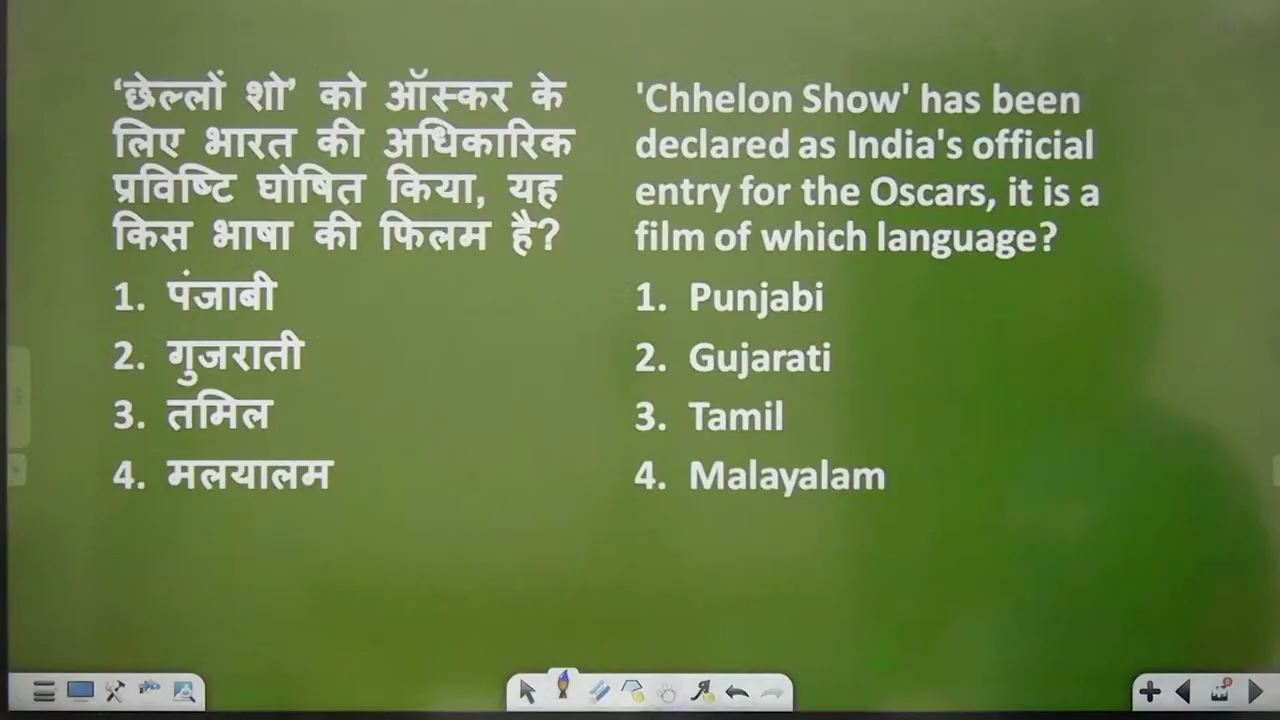 ‘छेल्लों शो’ को ऑस्कर के
लिए भारत की अधिकारिक
प्रविष्टि घोषित किया, यह
किस भाषा की फिलम है?
1. पंजाबी
2. गुजराती
3. तमिल
4. मलयालम
'Chhelon Show' has been
declared as India's official
entry for the Oscars, it is a
film of which language?
1. Punjabi
2. Gujarati
3. Tamil
4. Malayalam